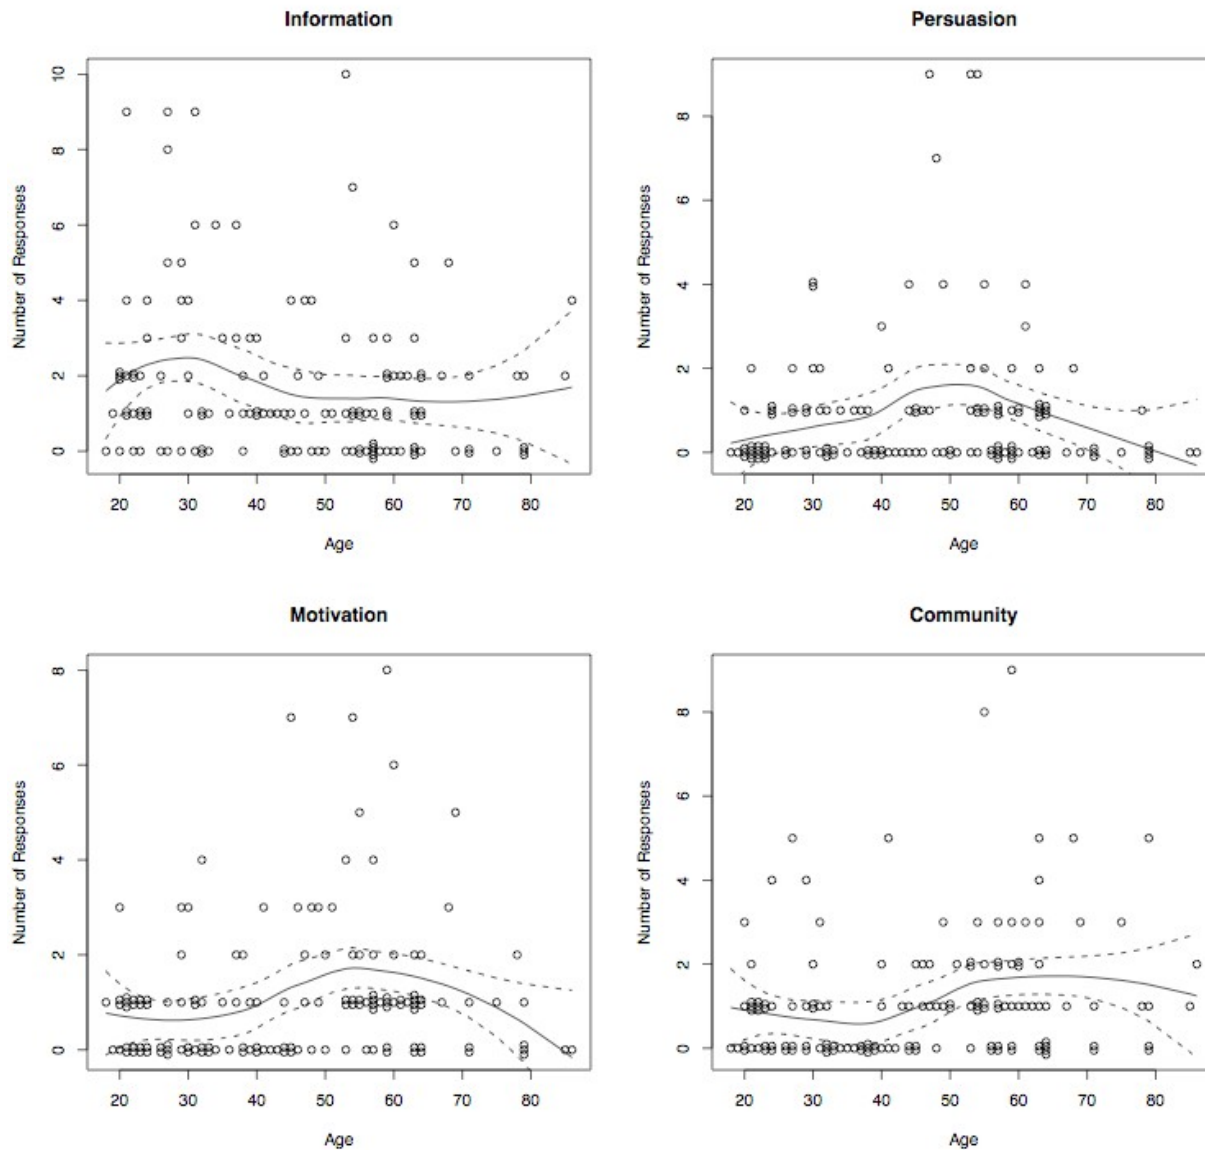 Information
Persuasion
Number of Responses
0 2 4 6 8 10
20 30 40 50 60 70 80
Age
Number of Responses
0 2 4 6 8
20 30 40 50 60 70 80
Age
Motivation
Community
Number of Responses
0 2 4 6 8
20 30 40 50 60 70 80
Age
Number of Responses
0 2 4 6 8
20 30 40 50 60 70 80
Age